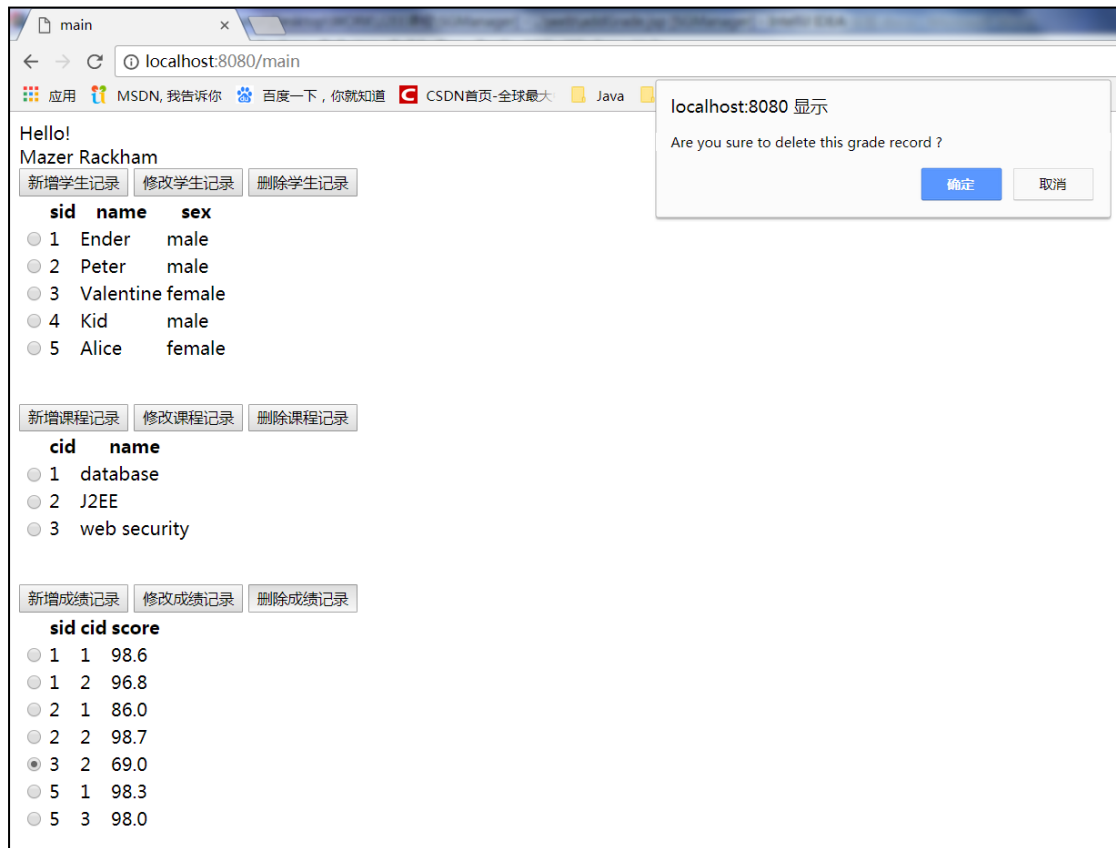 main
localhost:8080/main
应用 MSDN, 我告诉你 百度一下，你就知道 CSDN首页-全球最大 Java
localhost:8080 显示
Are you sure to delete this grade record ?
确定 取消
Hello!
Mazer Rackham
新增学生记录 修改学生记录 删除学生记录
sid name sex
1 Ender male
2 Peter male
3 Valentine female
4 Kid male
5 Alice female
新增课程记录 修改课程记录 删除课程记录
cid name
1 database
2 J2EE
3 web security
新增成绩记录 修改成绩记录 删除成绩记录
sid cid score
1 1 98.6
1 2 96.8
2 1 86.0
2 2 98.7
3 2 69.0
5 1 98.3
5 3 98.0